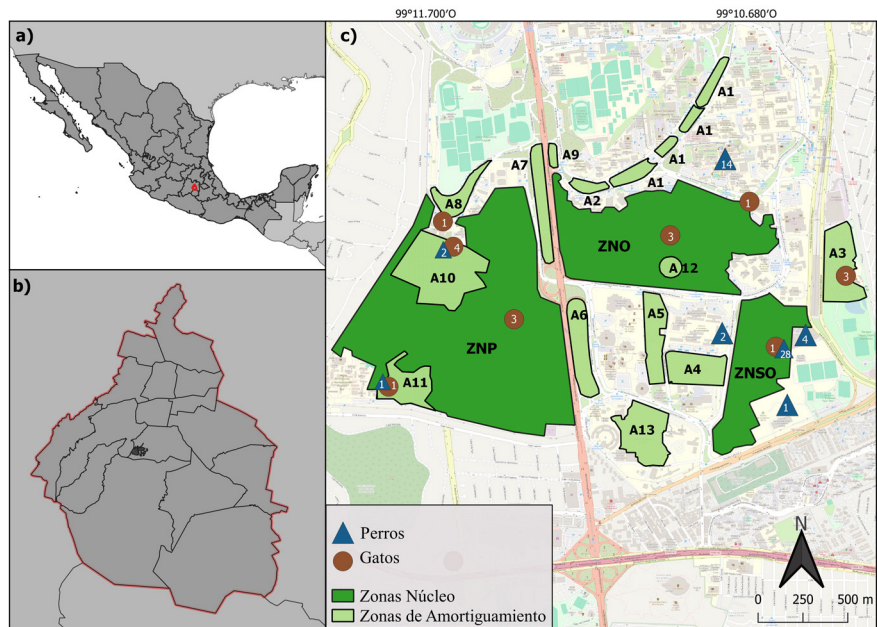 99°11.700'O
99°10.680'O
a)
b)
c)
A1
A1
A1
A1
A7
A9
14
A8
A2
1
1
ZNO
3
2
4
A10
A12
A3
3
3
ZNP
A6
A5
2
4
1
28
ZNSO
A4
1
1
A11
1
A13
Perros
Gatos
Zonas Núcleo
Zonas de Amortiguamiento
N
0 250 500 m